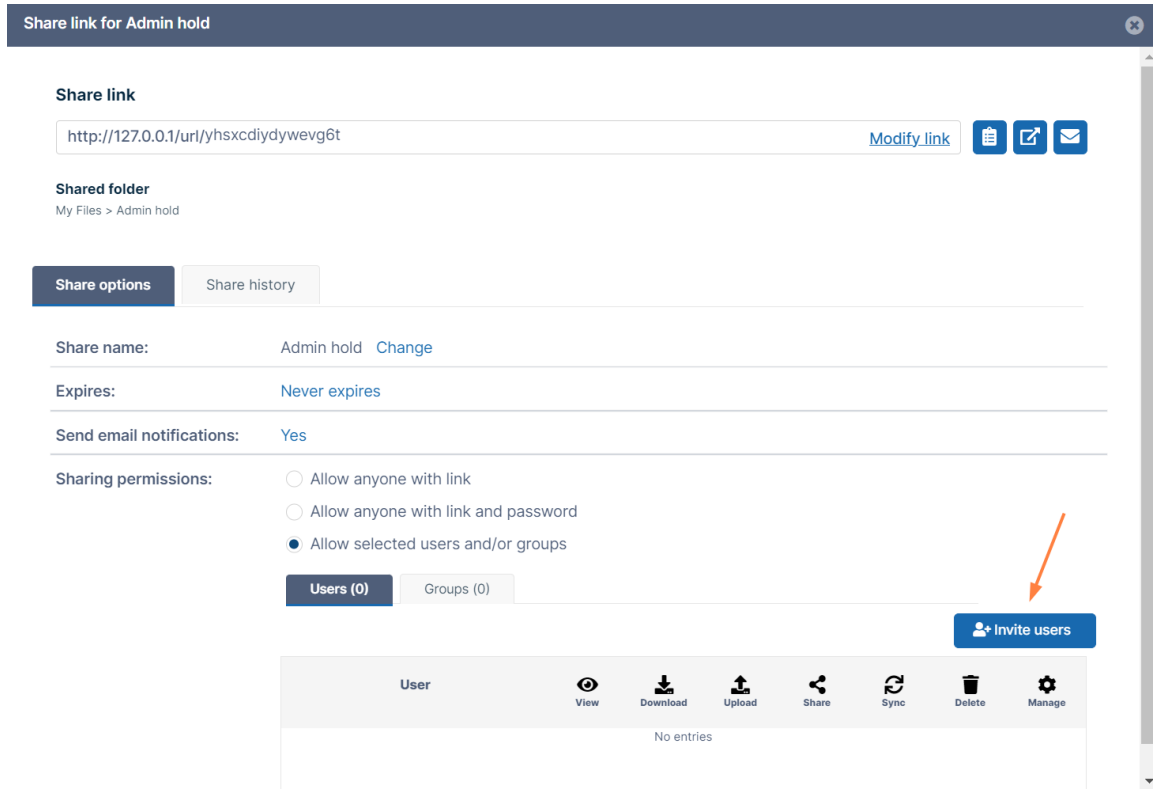 Share link for Admin hold
Share link
http://127.0.0.1/url/yhsxcdiydywevg6t Modify link
Shared folder
My Files > Admin hold
Share options Share history
Share name: Admin hold Change
Expires: Never expires
Send email notifications: Yes
Sharing permissions: Allow anyone with link
Allow anyone with link and password
Allow selected users and/or groups
Users (0) Groups (0)
Invite users
User View Download Upload Share Sync Delete Manage
No entries